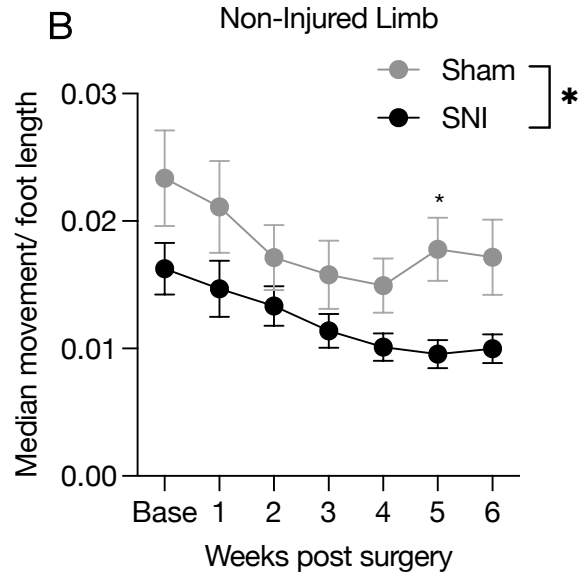 B
Non-Injured Limb
Sham
SNI
*
0.03
0.02
0.01
0.00
*
Median movement/ foot length
Base 1 2 3 4 5 6
Weeks post surgery